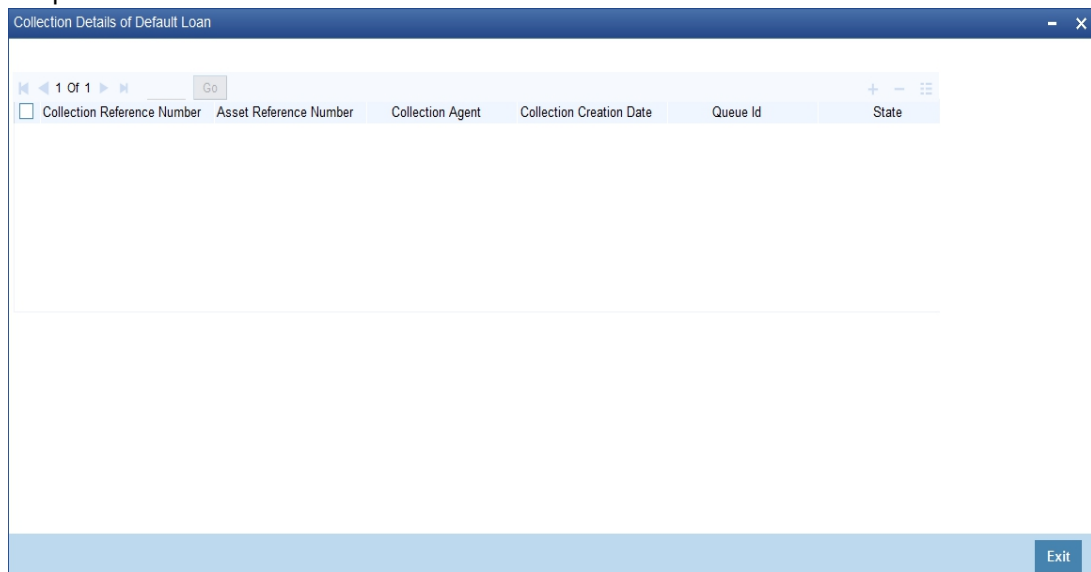 Collection Details of Default Loan
1 Of 1 Go
Collection Reference Number Asset Reference Number Collection Agent Collection Creation Date Queue Id State
Exit